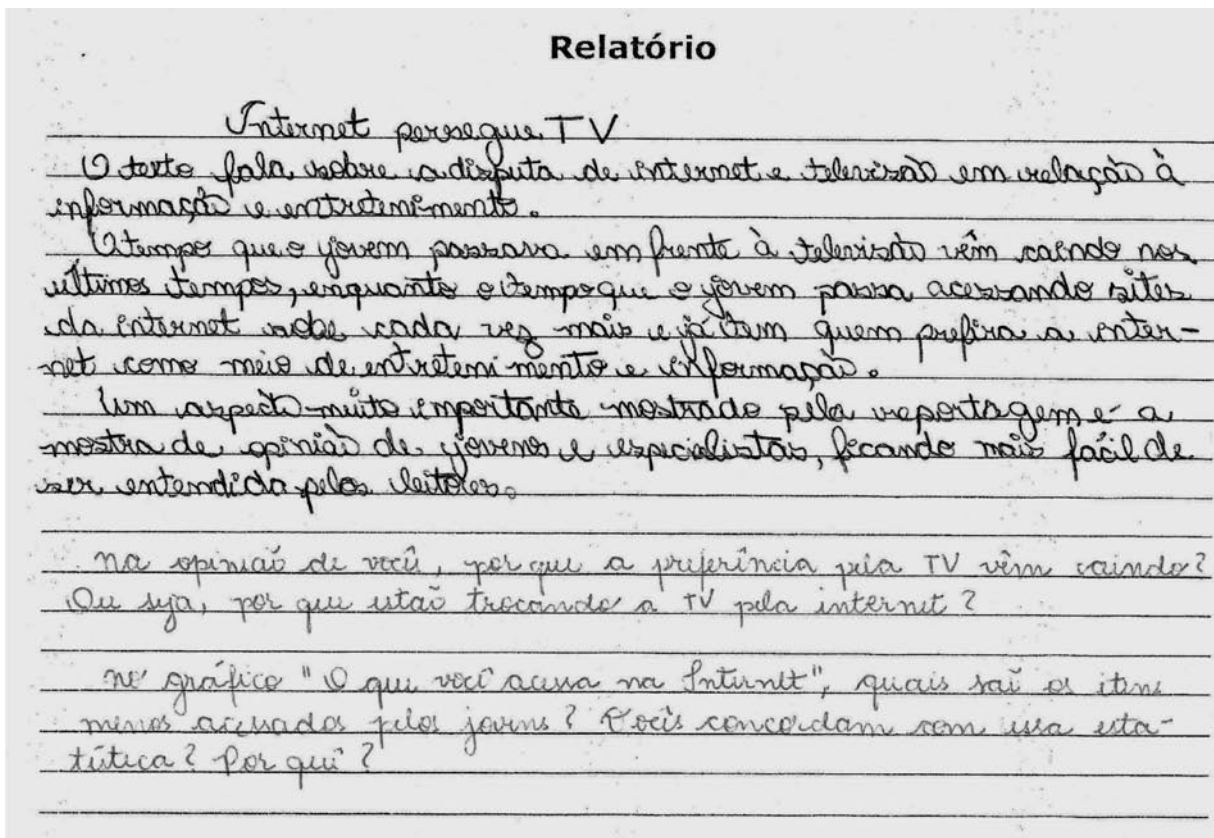 Relatório
Internet persegue TV
O texto fala sobre a disputa de internet e televisão em relação à
informação e entretenimento.
O tempo que o jovem passava em frente à televisão vêm caindo nos
últimos tempos, enquanto o tempo que o jovem passa acessando sites
da internet sobe cada vez mais e já tem quem prefira a inter-
net como meio de entretenimento e informação.
Um aspecto muito importante mostrado pela reportagem é a
mostra de opinião de jovens e especialistas, ficando mais fácil de
ser entendida pelos leitores.
Na opinião de você, por que a preferência pela TV vêm caindo?
Ou seja, por que estão trocando a TV pela internet?
No gráfico "O que você acessa na Internet", quais são os itens
menos acessados pelos jovens? Vocês concordam com essa esta-
tística? Por quê?